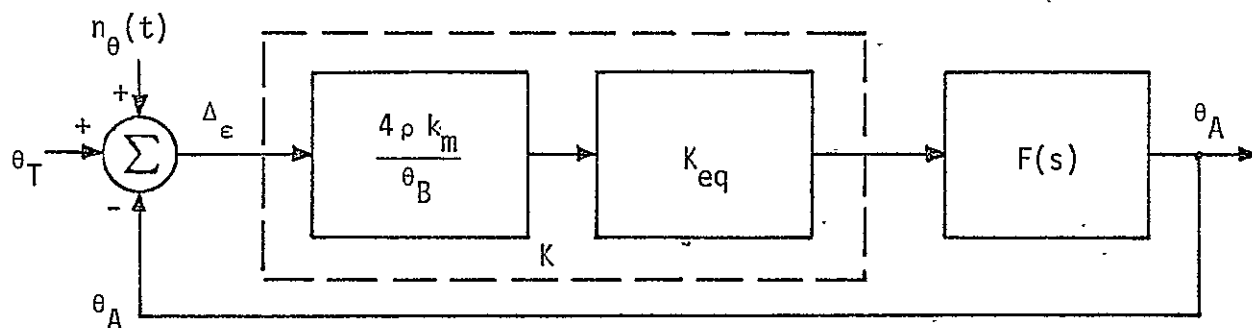 n_θ(t)
+
+
θ_T
Σ
-
Δ_ε
4 ρ k_m
θ_B
K_eq
K
F(s)
θ_A
θ_A